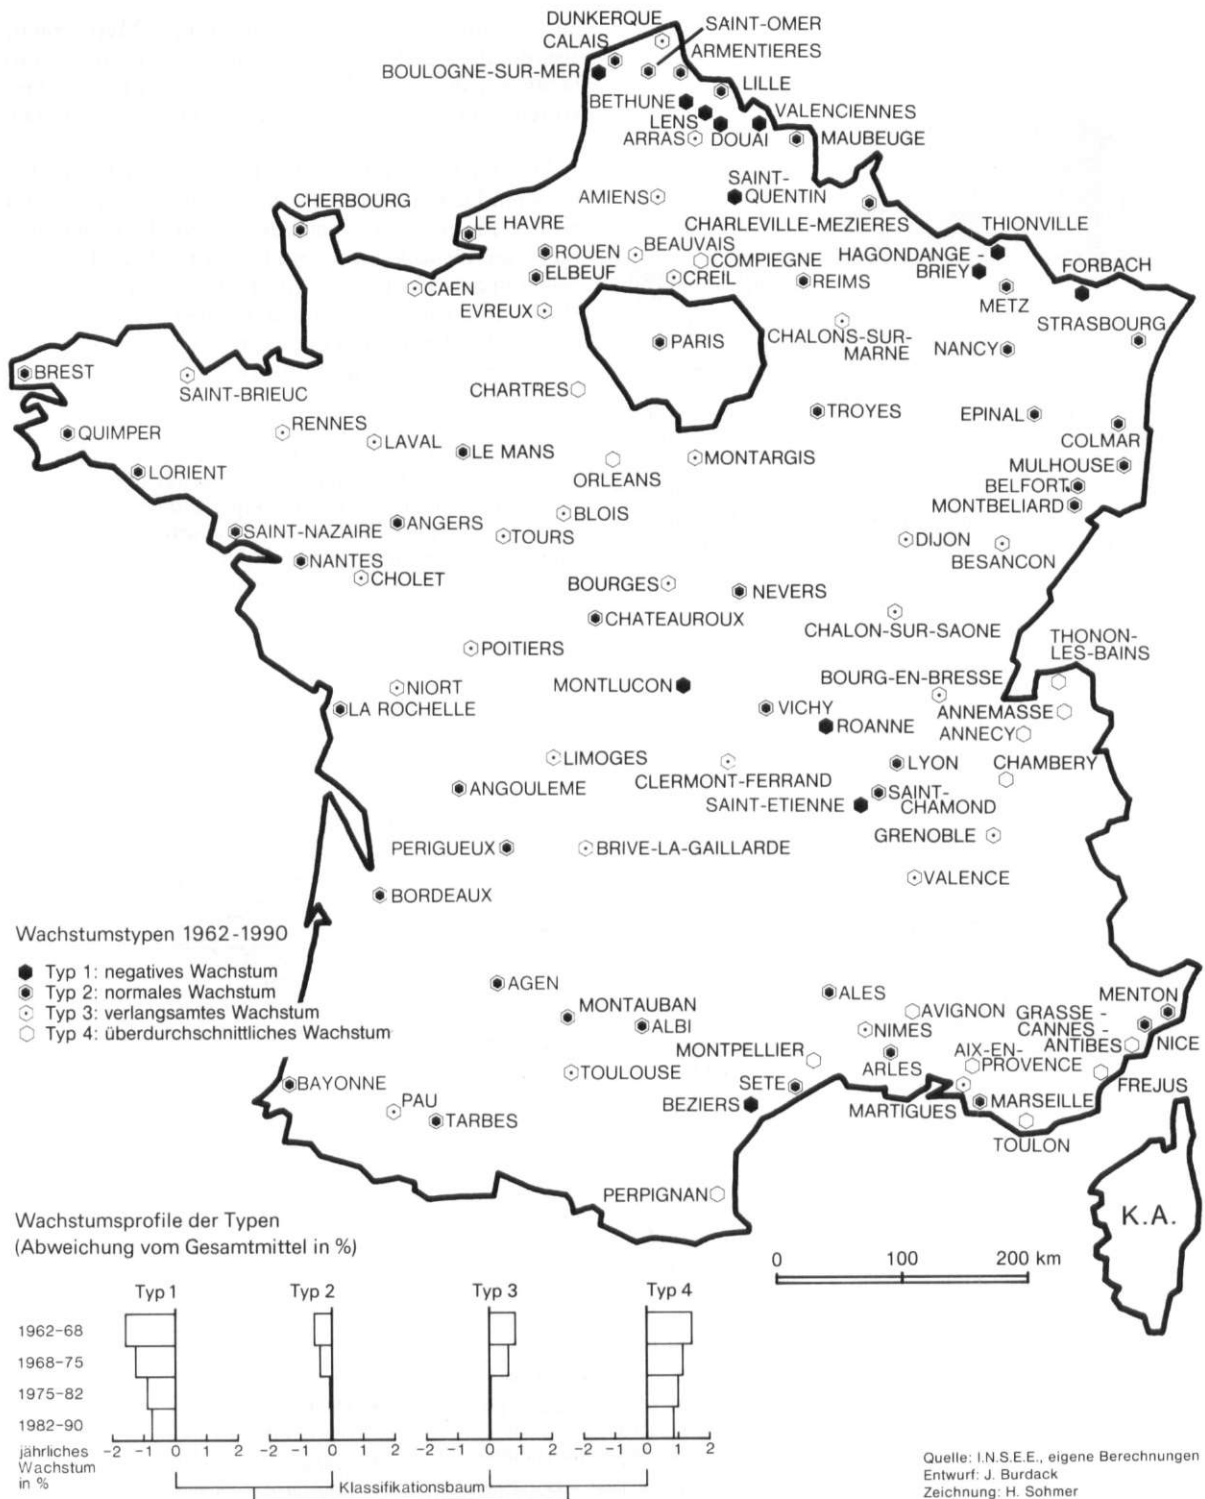 DUNKERQUE
SAINT-OMER
CALAIS
ARMENTIERES
BOULOGNE-SUR-MER
LILLE
BETHUNE
VALENCIENNES
LENS
ARRAS
DOUAI
MAUBEUGE
SAINT-
QUENTIN
AMIENS
CHERBOURG
CHARLEVILLE-MEZIERES
LE HAVRE
THIONVILLE
ROUEN
BEAUVAIS
HAGONDANGE -
BRIEY
COMPIEGNE
FORBACH
ELBEUF
CREIL
REIMS
CAEN
METZ
EVREUX
STRASBOURG
CHALONS-SUR-
MARNE
PARIS
NANCY
BREST
SAINT-BRIEUC
CHARTRES
TROYES
EPINAL
QUIMPER
RENNES
LAVAL
COLMAR
LE MANS
MONTARGIS
MULHOUSE
LORIENT
ORLEANS
BELFORT
MONTBELIARD
BLOIS
SAINT-NAZAIRE
ANGERS
TOURS
DIJON
BESANCON
NANTES
CHOLET
BOURGES
NEVERS
CHATEAUROUX
CHALON-SUR-SAONE
THONON-
LES-BAINS
POITIERS
BOURG-EN-BRESSE
NIORT
MONTLUCON
LA ROCHELLE
VICHY
ANNEMASSE
ROANNE
ANNECY
LIMOGES
LYON
CHAMBERY
CLERMONT-FERRAND
ANGOULEME
SAINT-
CHAMOND
SAINT-ETIENNE
GRENOBLE
PERIGUEUX
BRIVE-LA-GAILLARDE
VALENCE
BORDEAUX
Wachstumstypen 1962-1990
Typ 1: negatives Wachstum
Typ 2: normales Wachstum
Typ 3: verlangsamtes Wachstum
Typ 4: überdurchschnittliches Wachstum
AGEN
ALES
MENTON
MONTAUBAN
AVIGNON
GRASSE -
CANNES -
ANTIBES
ALBI
NIMES
NICE
MONTPELLIER
AIX-EN-
PROVENCE
ARLES
TOULOUSE
FREJUS
BAYONNE
SETE
PAU
BEZIERS
MARTIGUES
MARSEILLE
TARBES
TOULON
PERPIGNAN
K.A.
0 100 200 km
Wachstumsprofile der Typen
(Abweichung vom Gesamtmittel in %)
Typ 1 Typ 2 Typ 3 Typ 4
1962-68
1968-75
1975-82
1982-90
-2 -1 0 1 2 -2 -1 0 1 2 -2 -1 0 1 2 -2 -1 0 1 2
jährliches
Wachstum
in %
Klassifikationsbaum
Quelle: I.N.S.E.E., eigene Berechnungen
Entwurf: J. Burdack
Zeichnung: H. Sohmer